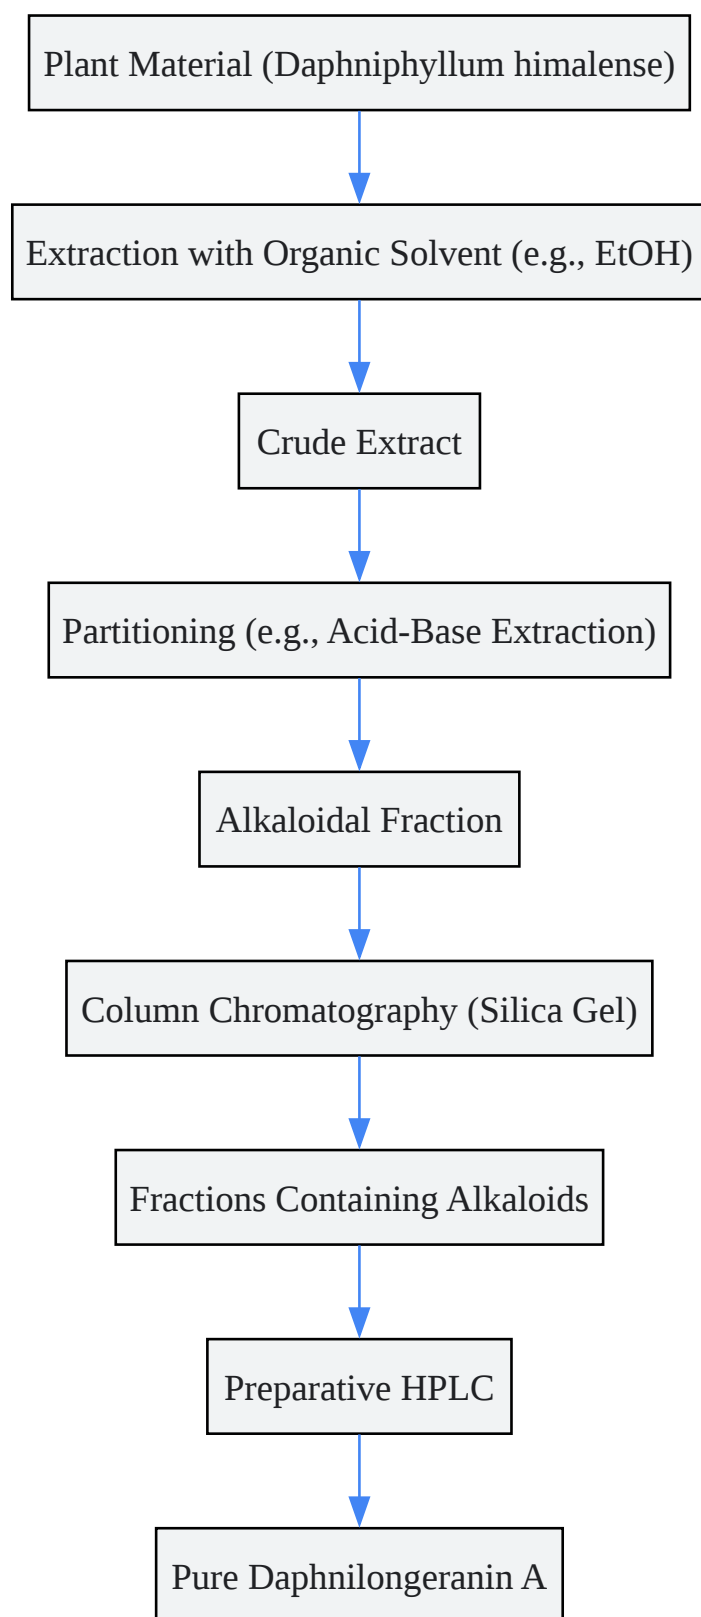 Plant Material (Daphniphyllum himalense)
Extraction with Organic Solvent (e.g., EtOH)
Crude Extract
Partitioning (e.g., Acid-Base Extraction)
Alkaloidal Fraction
Column Chromatography (Silica Gel)
Fractions Containing Alkaloids
Preparative HPLC
Pure Daphnilongeranin A